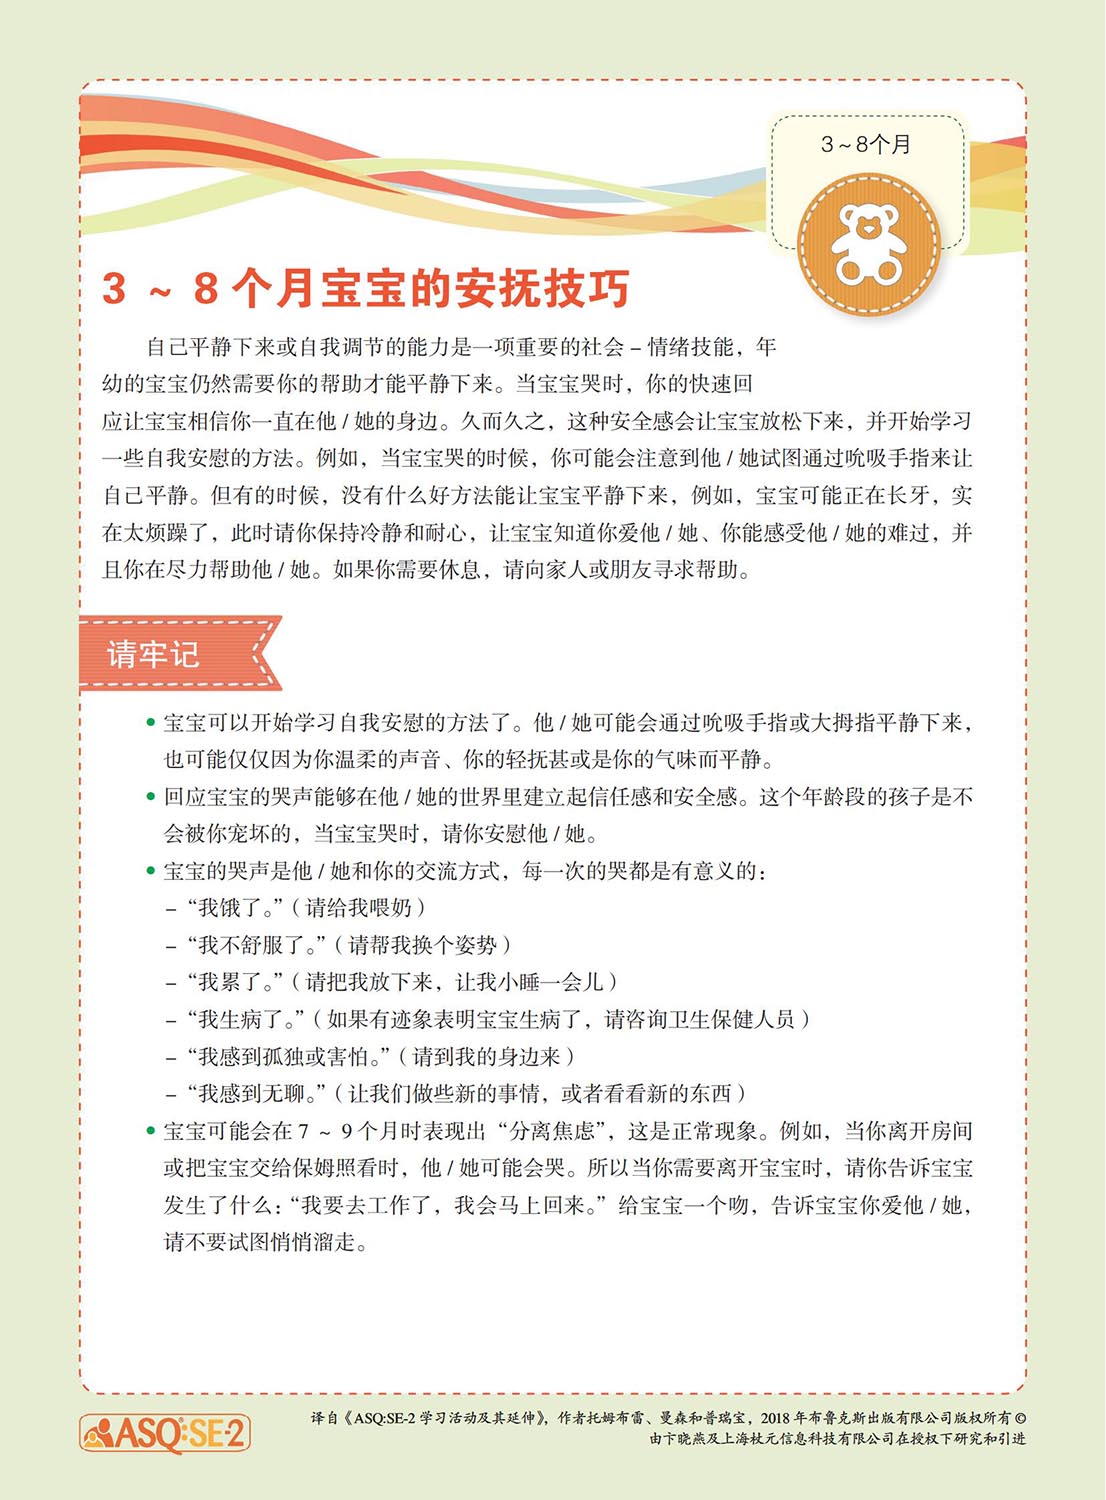 3～8个月
3 ～ 8 个月宝宝的安抚技巧
自己平静下来或自我调节的能力是一项重要的社会 – 情绪技能，年
幼的宝宝仍然需要你的帮助才能平静下来。当宝宝哭时，你的快速回
应让宝宝相信你一直在他 / 她的身边。久而久之，这种安全感会让宝宝放松下来，并开始学习
一些自我安慰的方法。例如，当宝宝哭的时候，你可能会注意到他 / 她试图通过吮吸手指来让
自己平静。但有的时候，没有什么好方法能让宝宝平静下来，例如，宝宝可能正在长牙，实
在太烦躁了，此时请你保持冷静和耐心，让宝宝知道你爱他 / 她、你能感受他 / 她的难过，并
且你在尽力帮助他 / 她。如果你需要休息，请向家人或朋友寻求帮助。
请牢记
• 宝宝可以开始学习自我安慰的方法了。他 / 她可能会通过吮吸手指或大拇指平静下来，
也可能仅仅因为你温柔的声音、你的轻抚甚或是你的气味而平静。
• 回应宝宝的哭声能够在他 / 她的世界里建立起信任感和安全感。这个年龄段的孩子是不
会被你宠坏的，当宝宝哭时，请你安慰他 / 她。
• 宝宝的哭声是他 / 她和你的交流方式，每一次的哭都是有意义的：
– “我饿了。”（请给我喂奶）
– “我不舒服了。”（请帮我换个姿势）
– “我累了。”（请把我放下来，让我小睡一会儿）
– “我生病了。”（如果有迹象表明宝宝生病了，请咨询卫生保健人员）
– “我感到孤独或害怕。”（请到我的身边来）
– “我感到无聊。”（让我们做些新的事情，或者看看新的东西）
• 宝宝可能会在 7 ～ 9 个月时表现出“分离焦虑”，这是正常现象。例如，当你离开房间
或把宝宝交给保姆照看时，他 / 她可能会哭。所以当你需要离开宝宝时，请你告诉宝宝
发生了什么：“我要去工作了，我会马上回来。”给宝宝一个吻，告诉宝宝你爱他 / 她，
请不要试图悄悄溜走。
ASQ:SE-2
译自《ASQ:SE-2 学习活动及其延伸》，作者托姆布雷、曼森和普瑞宝，2018 年布鲁克斯出版有限公司版权所有 ©
由卞晓燕及上海杖元信息科技有限公司在授权下研究和引进